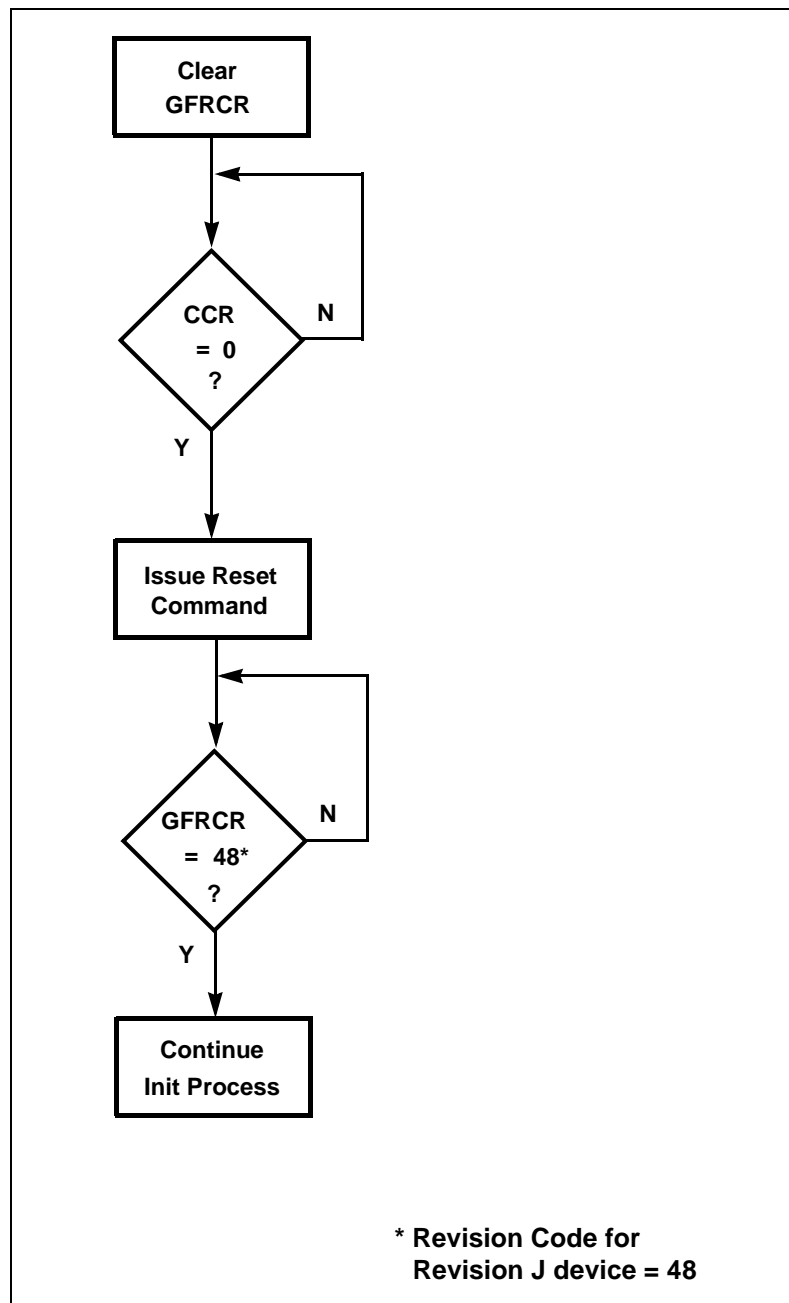 Clear
GFRCR
CCR
= 0
?
N
Y
Issue Reset
Command
GFRCR
= 48*
?
N
Y
Continue
Init Process
* Revision Code for
Revision J device = 48